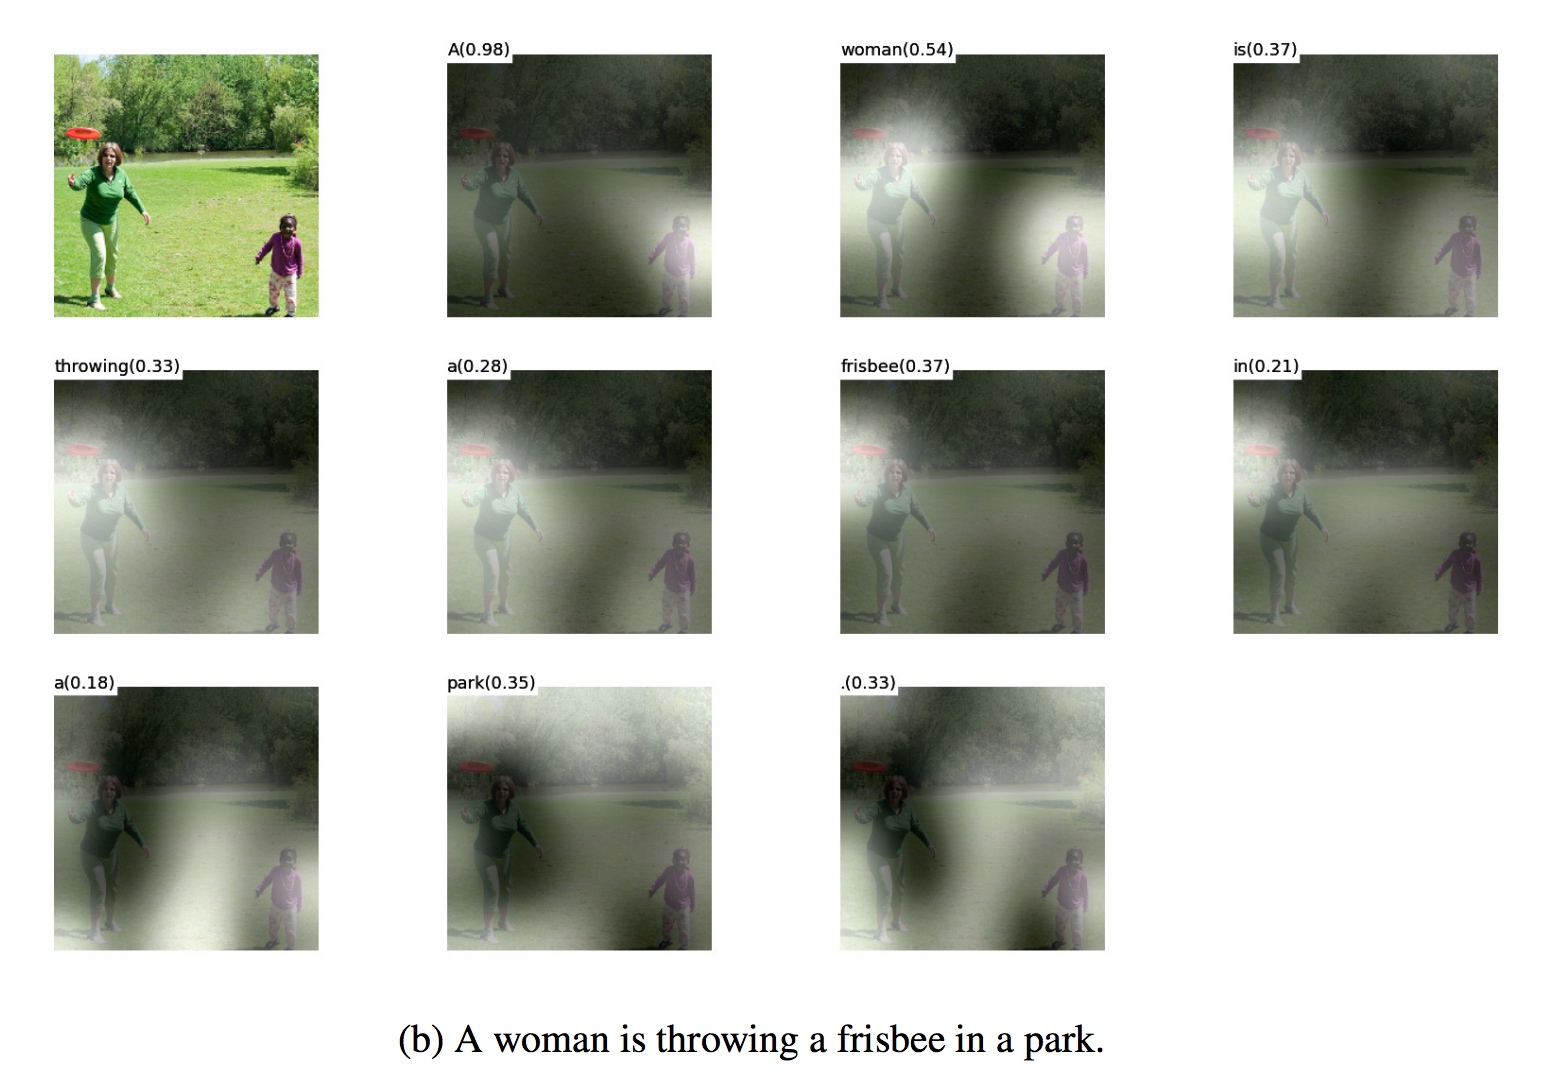 A(0.98)
woman(0.54)
is(0.37)
throwing(0.33)
a(0.28)
frisbee(0.37)
in(0.21)
a(0.18)
park(0.35)
.(0.33)
(b) A woman is throwing a frisbee in a park.